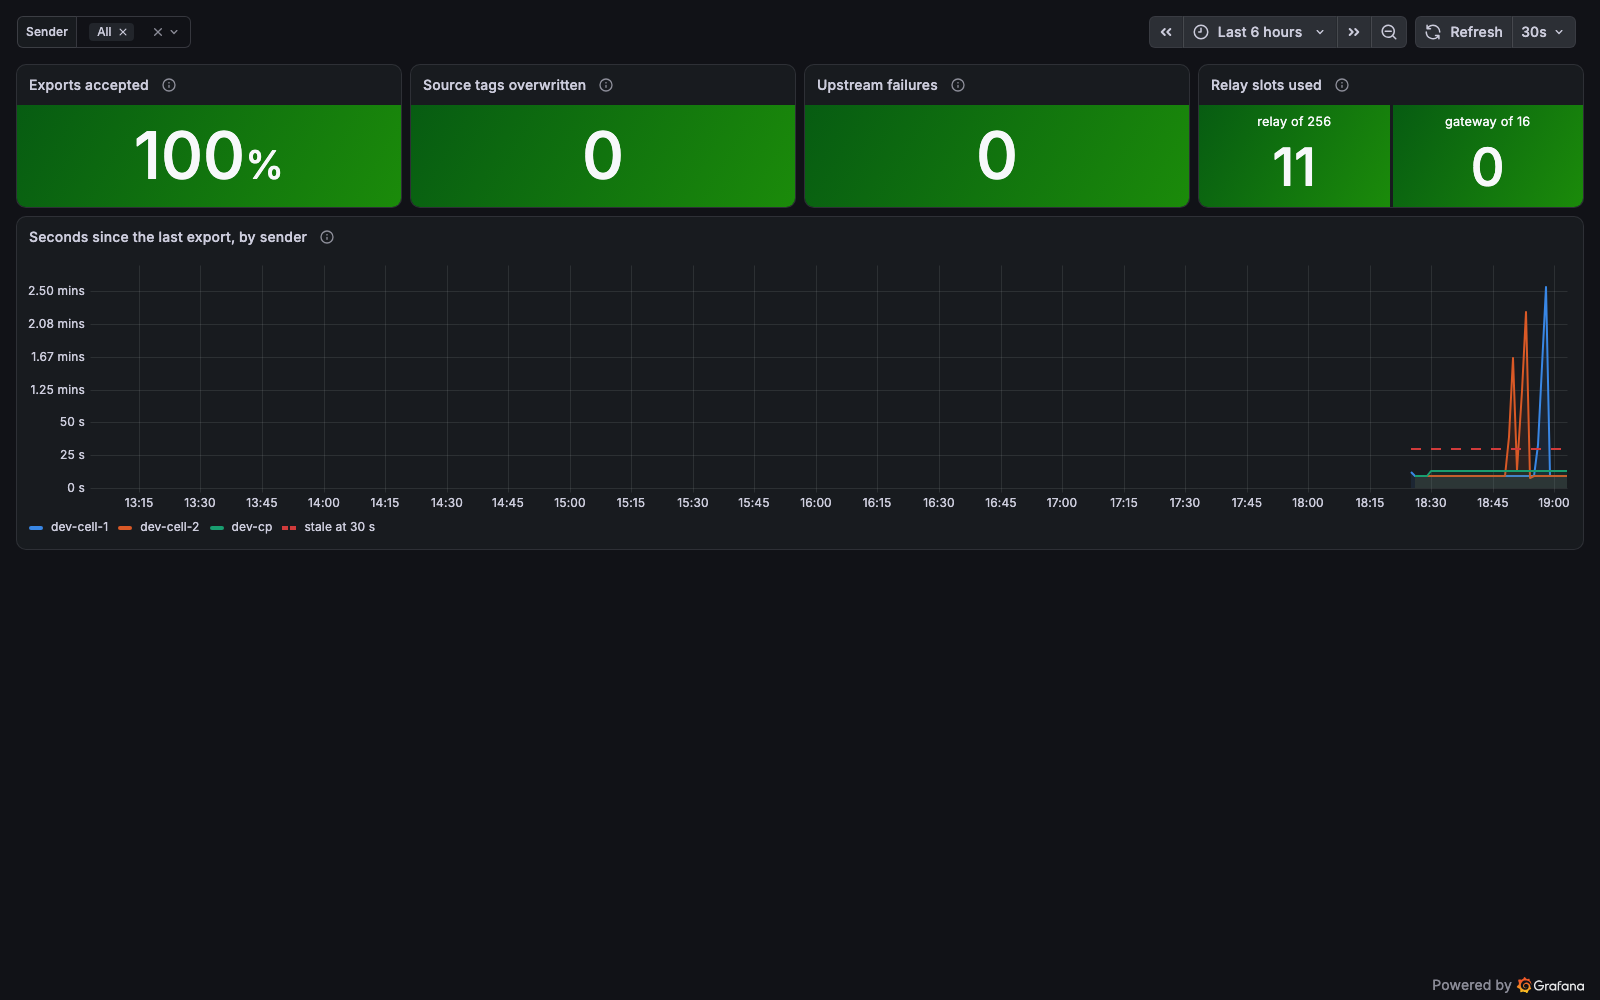 Sender All
Last 6 hours Refresh 30s
Exports accepted
100%
Source tags overwritten
0
Upstream failures
0
Relay slots used
relay of 256
11
gateway of 16
0
Seconds since the last export, by sender
2.50 mins
2.08 mins
1.67 mins
1.25 mins
50 s
25 s
0 s
13:15 13:30 13:45 14:00 14:15 14:30 14:45 15:00 15:15 15:30 15:45 16:00 16:15 16:30 16:45 17:00 17:15 17:30 17:45 18:00 18:15 18:30 18:45 19:00
dev-cell-1 dev-cell-2 dev-cp stale at 30 s
Powered by Grafana